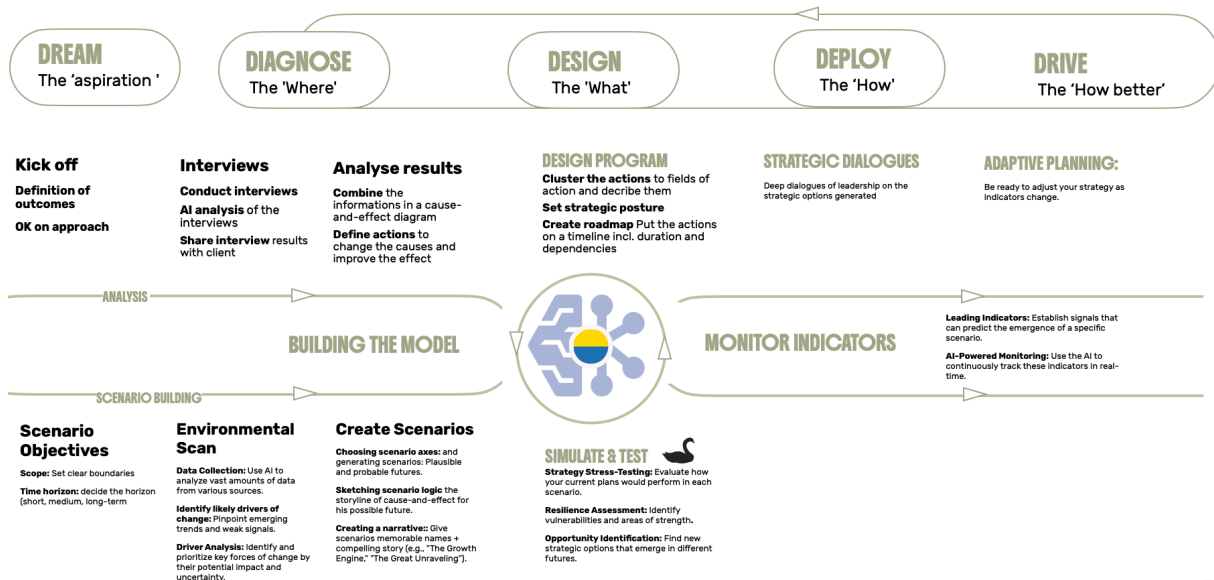 DREAM
The ‘aspiration '
DIAGNOSE
The 'Where'
DESIGN
The 'What'
DEPLOY
The ‘How'
DRIVE
The ‘How better’
Kick off
Definition of
outcomes
OK on approach
Interviews
Conduct interviews
AI analysis of the
interviews
Share interview results
with client
Analyse results
Combine the
informations in a cause-
and-effect diagram
Define actions to
change the causes and
improve the effect
DESIGN PROGRAM
Cluster the actions to fields of
action and decribe them
Set strategic posture
Create roadmap Put the actions
on a timeline incl. duration and
dependencies
STRATEGIC DIALOGUES
Deep dialogues of leadership on the
strategic options generated
ADAPTIVE PLANNING:
Be ready to adjust your strategy as
indicators change.
ANALYSIS
BUILDING THE MODEL
MONITOR INDICATORS
Leading Indicators: Establish signals that
can predict the emergence of a specific
scenario.
AI-Powered Monitoring: Use the AI to
continuously track these indicators in real-
time.
SCENARIO BUILDING
Scenario
Objectives
Scope: Set clear boundaries
Time horizon: decide the horizon
(short, medium, long-term
Environmental
Scan
Data Collection: Use AI to
analyze vast amounts of data
from various sources.
Identify likely drivers of
change: Pinpoint emerging
trends and weak signals.
Driver Analysis: Identify and
prioritize key forces of change by
their potential impact and
uncertainty.
Create Scenarios
Choosing scenario axes: and
generating scenarios: Plausible
and probable futures.
Sketching scenario logic the
storyline of cause-and-effect for
his possible future.
Creating a narrative:: Give
scenarios memorable names +
compelling story (e.g., "The Growth
Engine," "The Great Unraveling").
SIMULATE & TEST
Strategy Stress-Testing: Evaluate how
your current plans would perform in each
scenario.
Resilience Assessment: Identify
vulnerabilities and areas of strength.
Opportunity Identification: Find new
strategic options that emerge in different
futures.